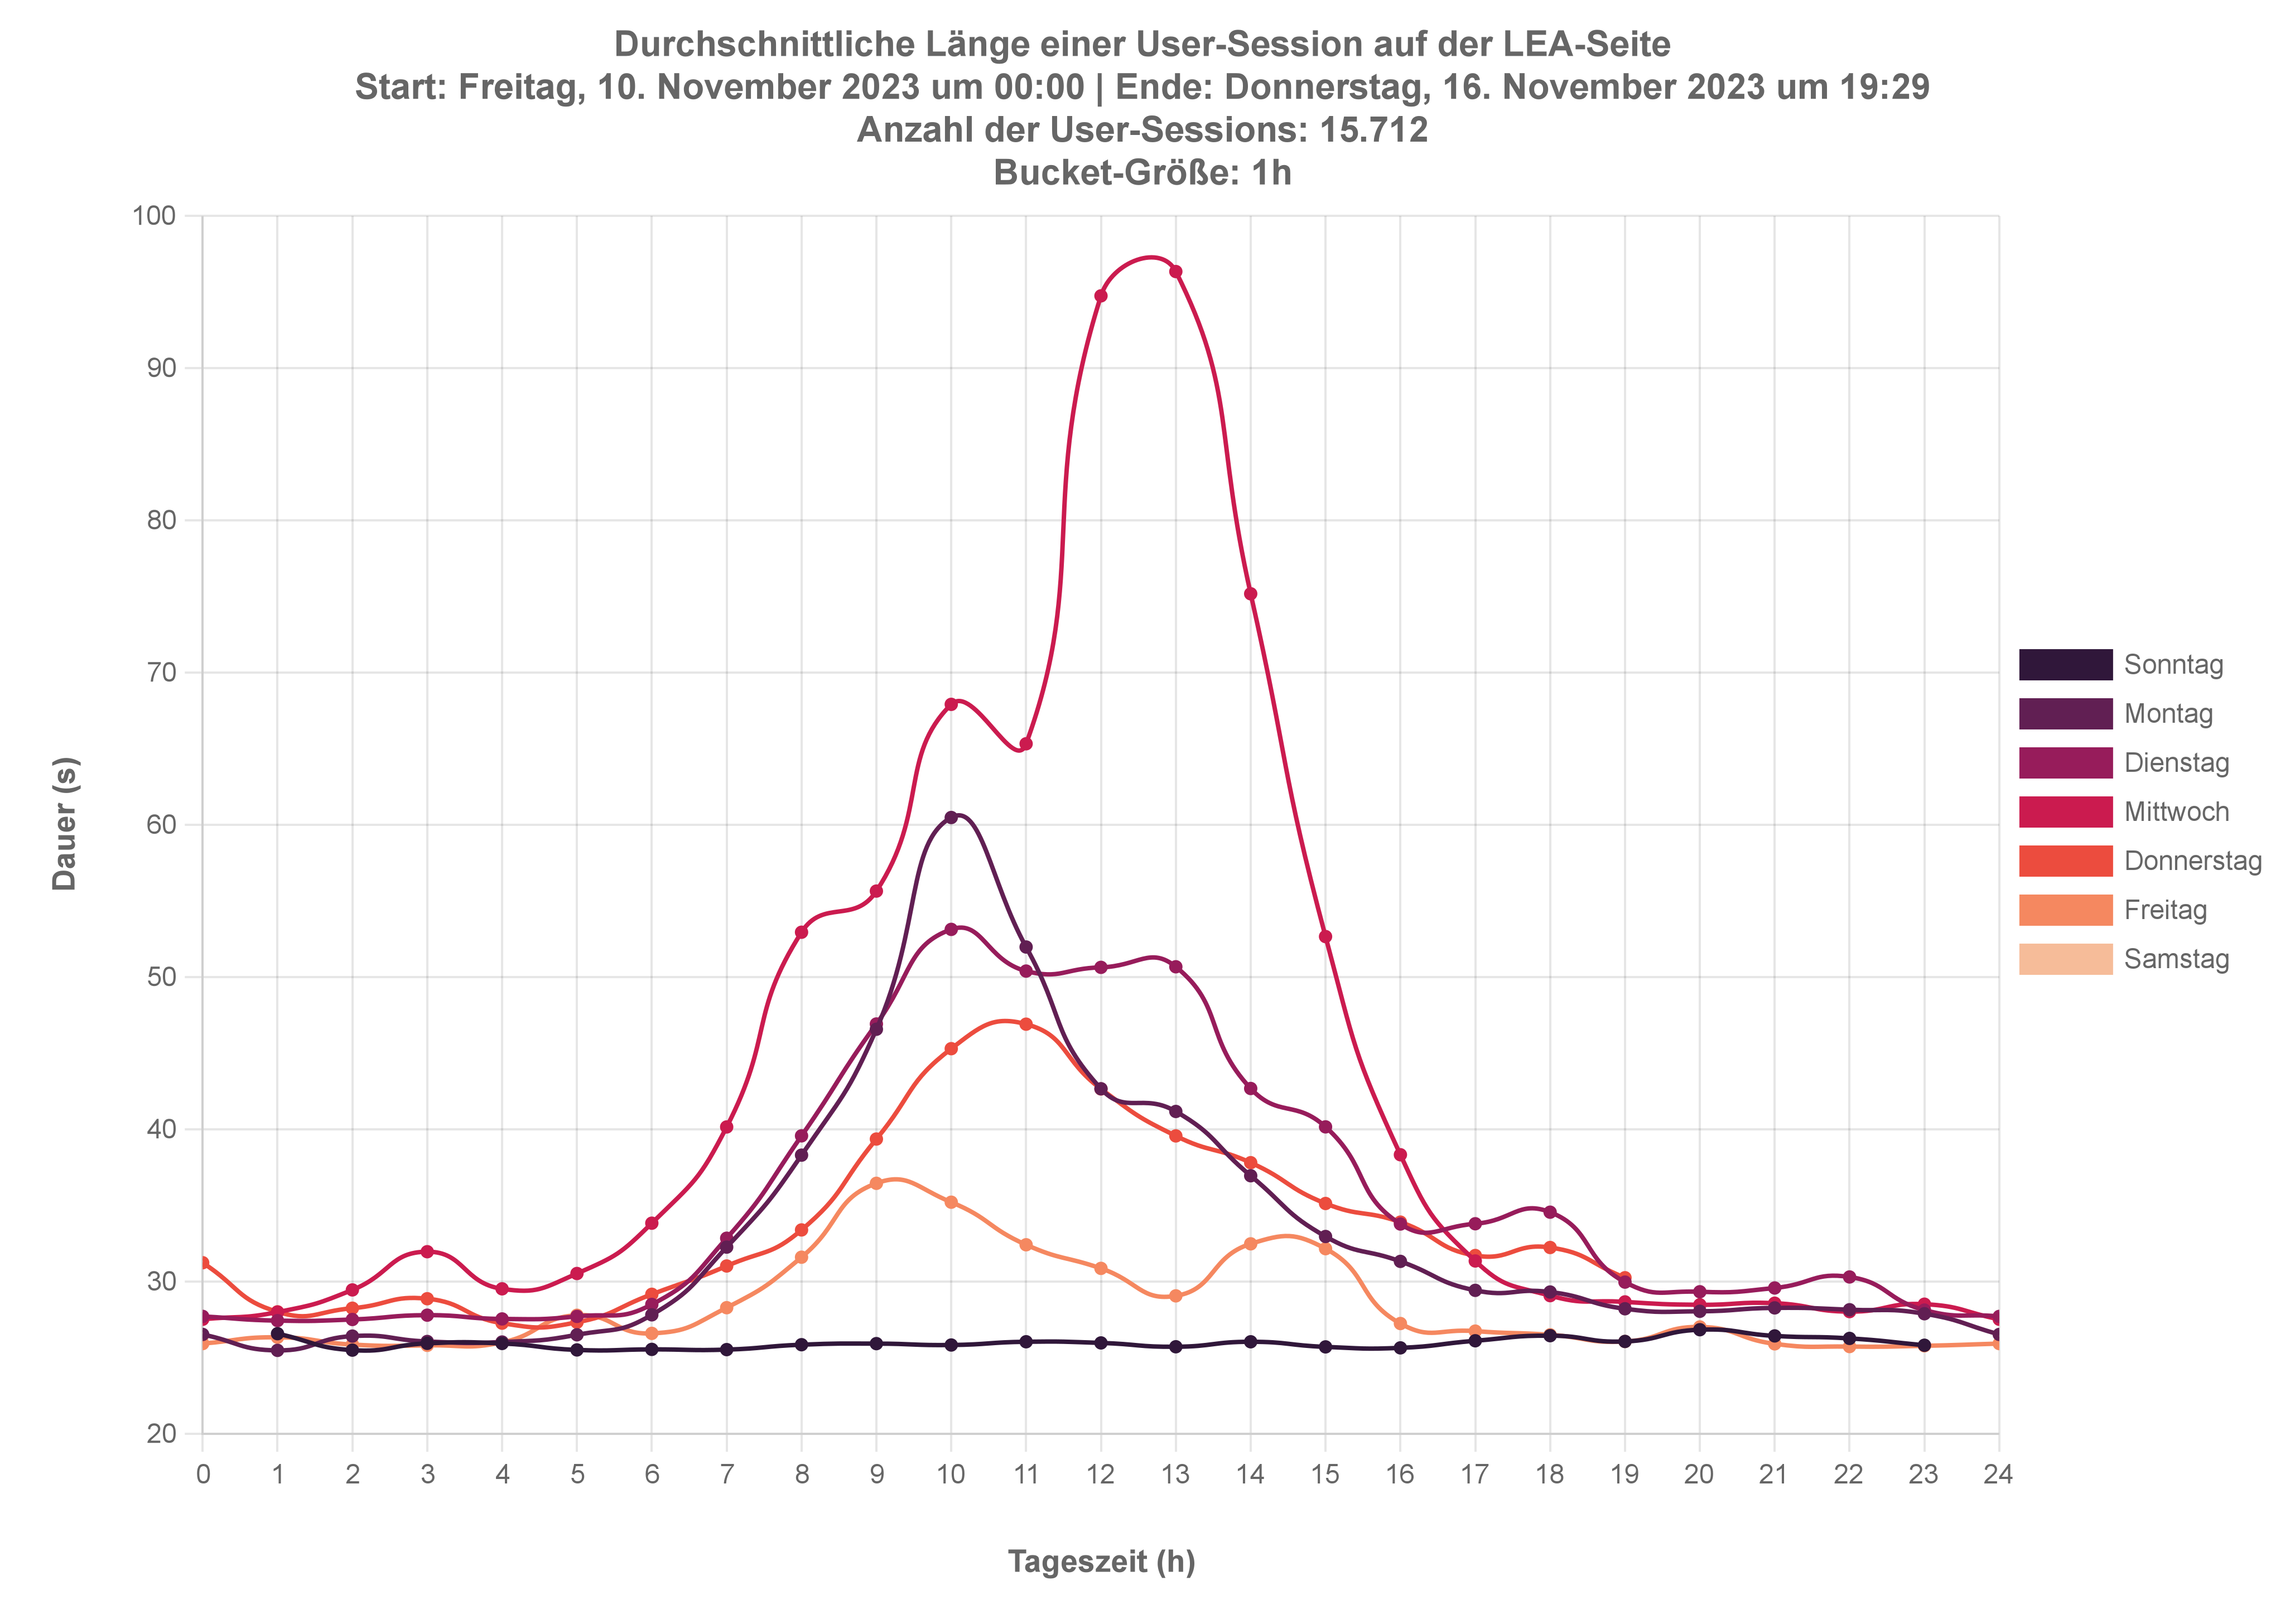 Durchschnittliche Länge einer User-Session auf der LEA-Seite
Start: Freitag, 10. November 2023 um 00:00 | Ende: Donnerstag, 16. November 2023 um 19:29
Anzahl der User-Sessions: 15.712
Bucket-Größe: 1h
100
90
80
70
60
50
40
30
20
Dauer (s)
0 1 2 3 4 5 6 7 8 9 10 11 12 13 14 15 16 17 18 19 20 21 22 23 24
Tageszeit (h)
Sonntag
Montag
Dienstag
Mittwoch
Donnerstag
Freitag
Samstag